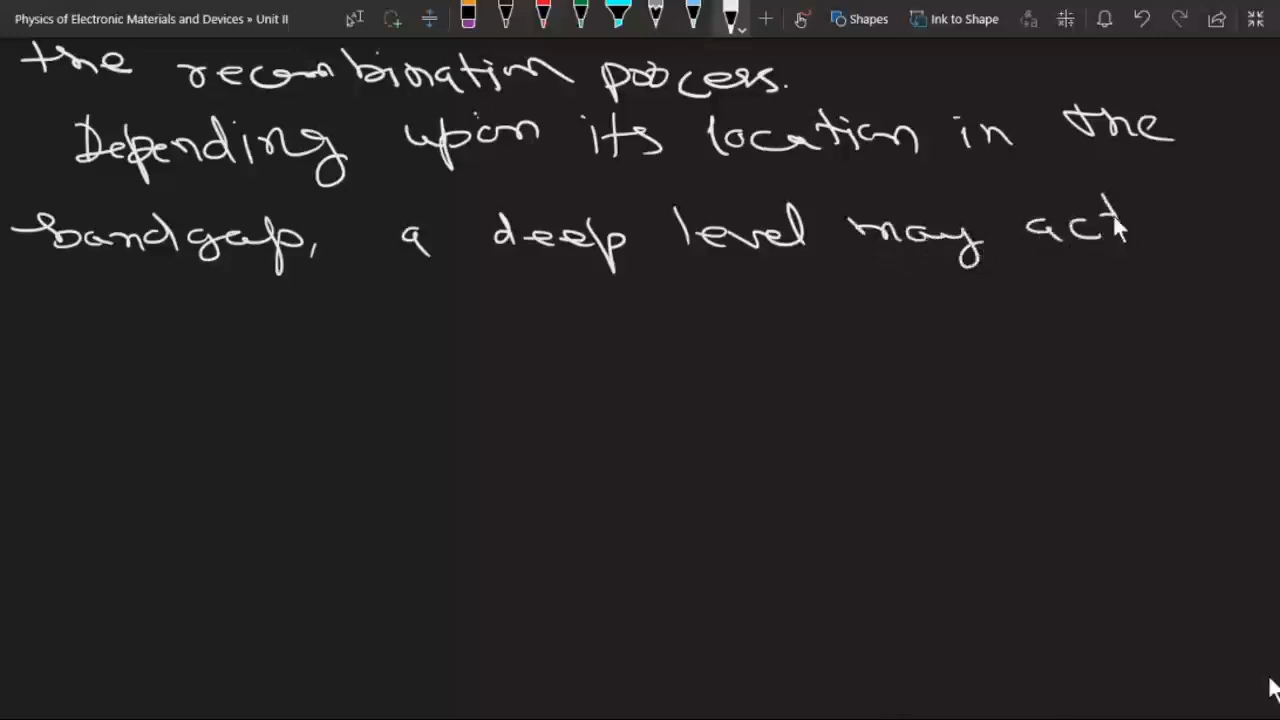 Physics of Electronic Materials and Devices » Unit II
Shapes
Ink to Shape
the recombination process.
Depending upon its location in the
bandgap, a deep level may act